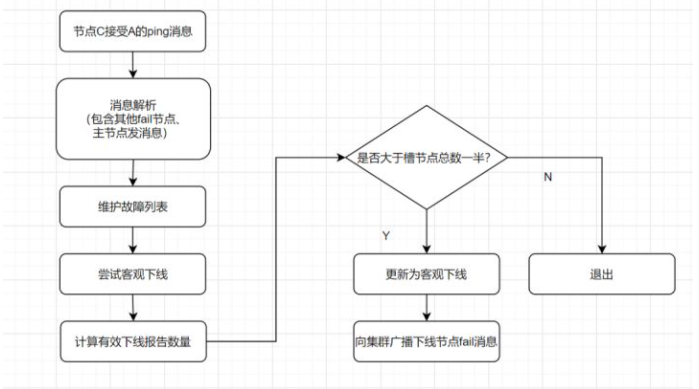 节点C接受A的ping消息
消息解析
(包含其他fail节点、
主节点发消息)
维护故障列表
尝试客观下线
计算有效下线报告数量
是否大于槽节点总数一半?
N
Y
更新为客观下线
退出
向集群广播下线节点fail消息